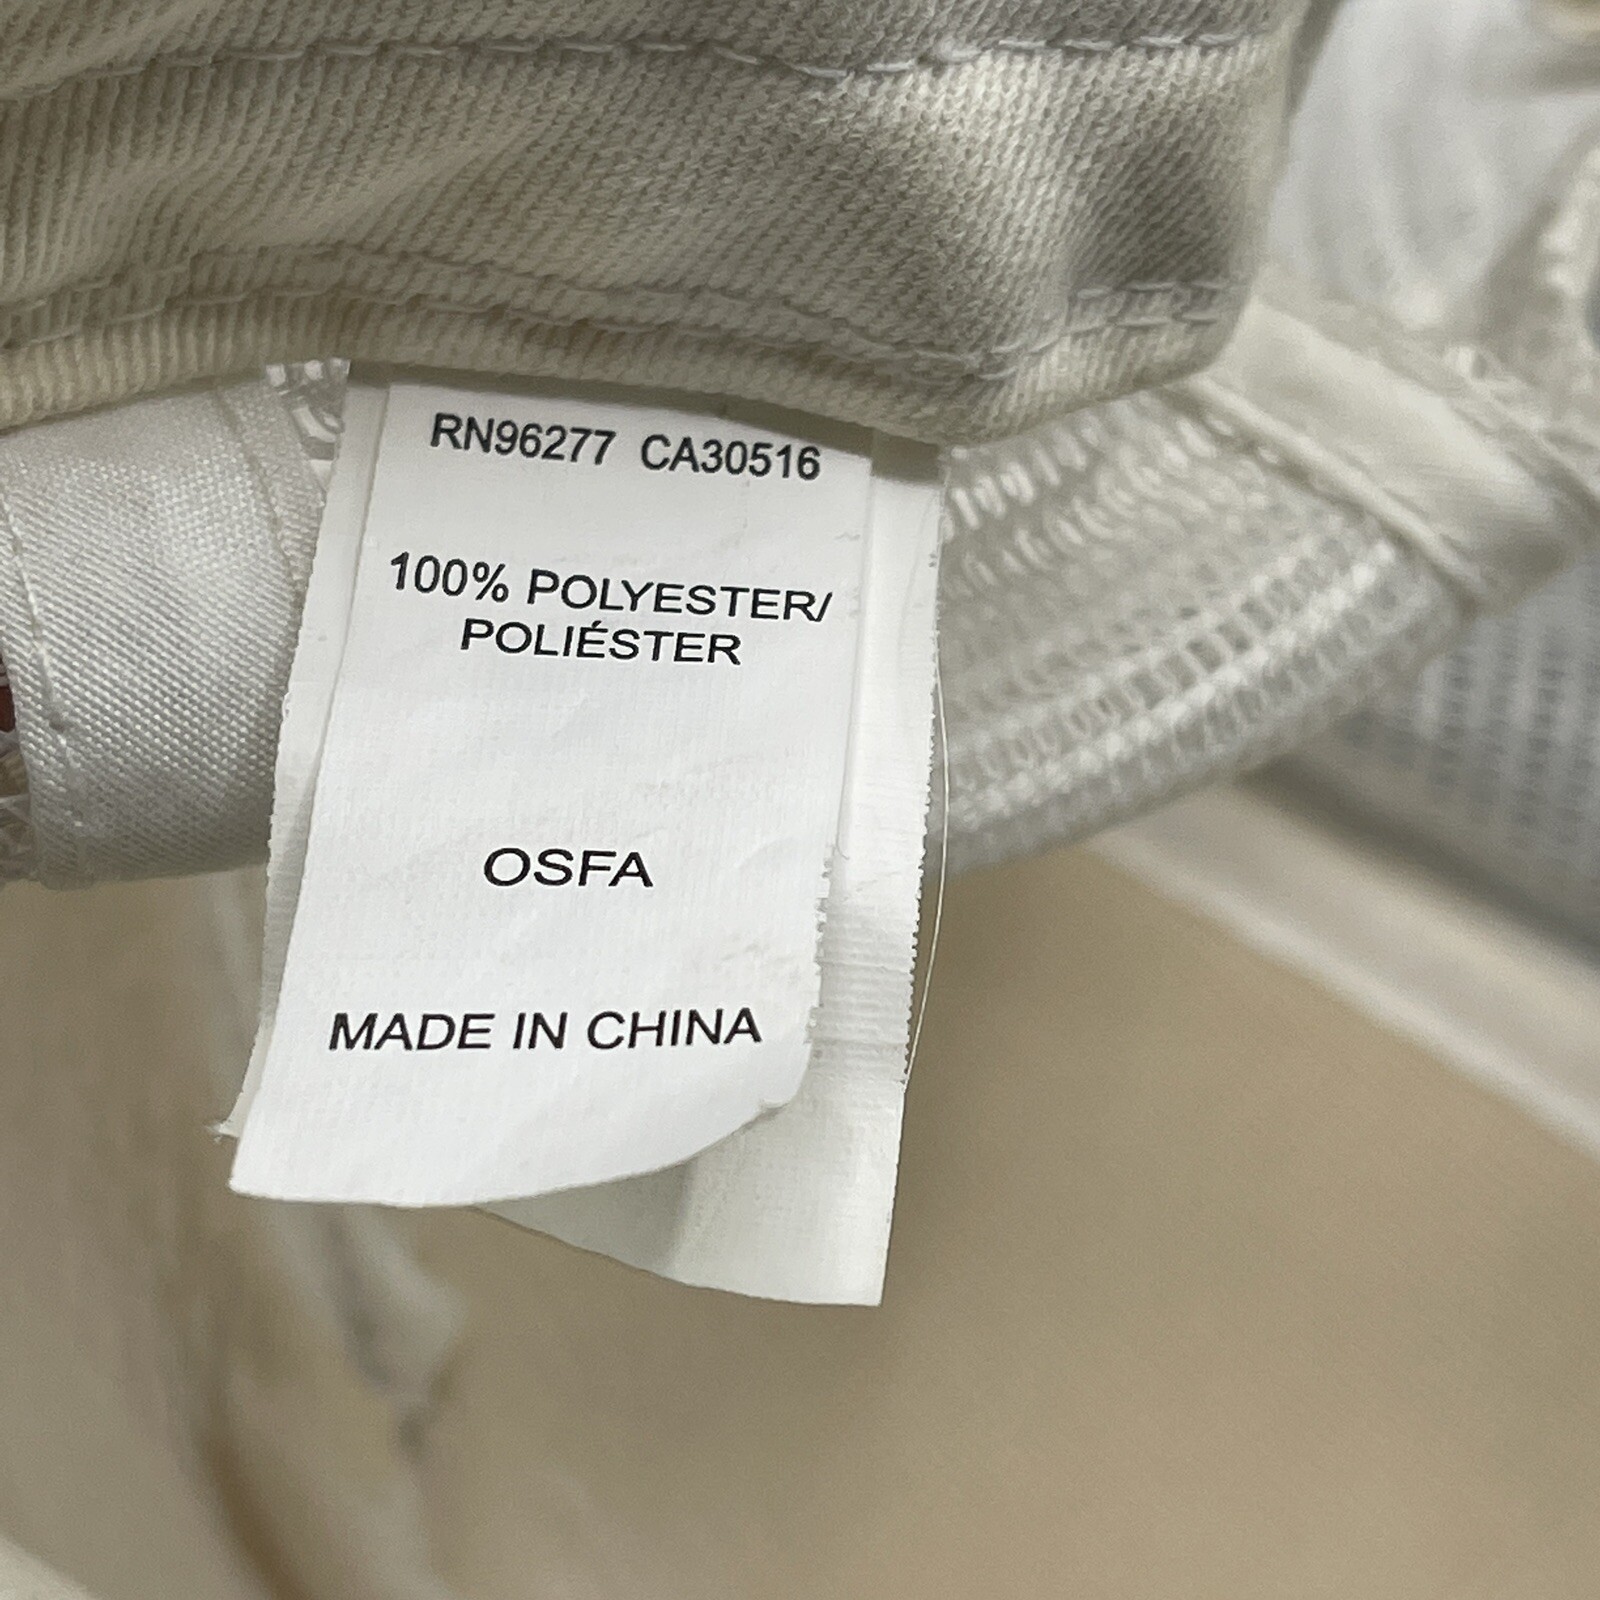 RN96277 CA30516
100% POLYESTER/
POLIÉSTER
OSFA
MADE IN CHINA